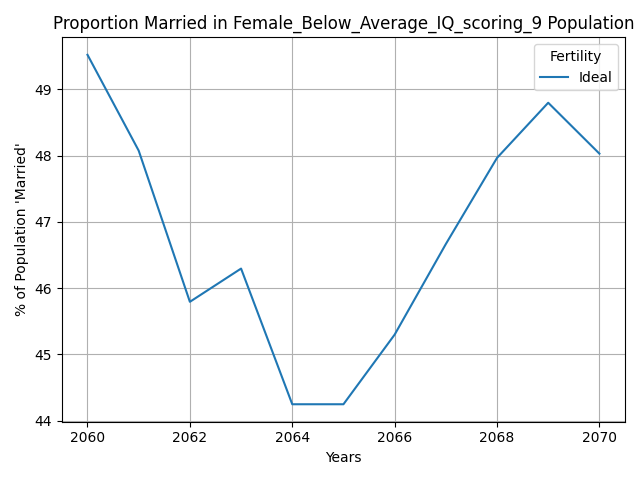 Proportion Married in Female_Below_Average_IQ_scoring_9 Population
Fertility
Ideal
49
48
47
46
45
44
% of Population 'Married'
2060 2062 2064 2066 2068 2070
Years